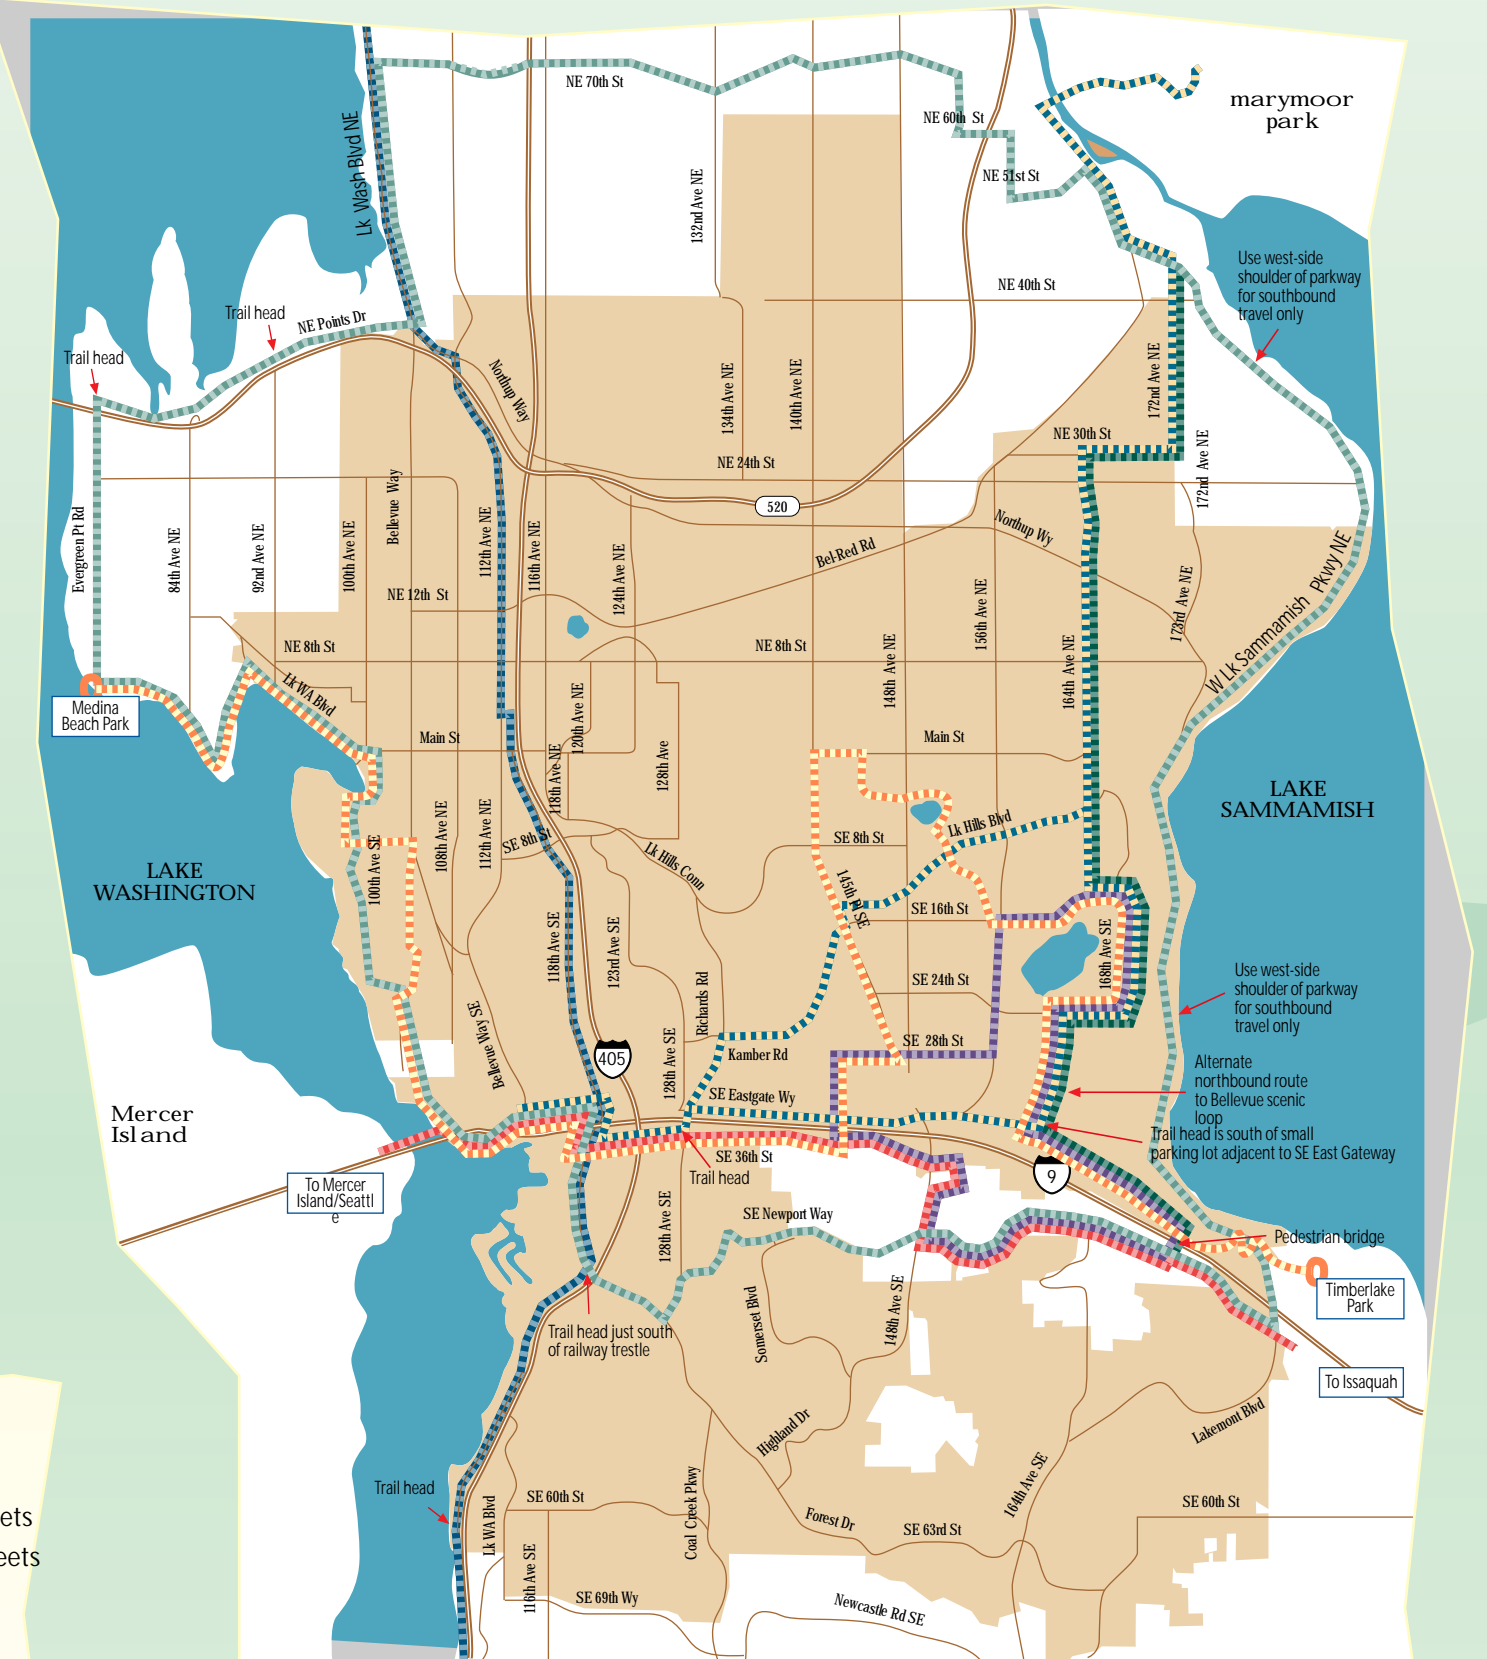 NE 70th St
marymoor
park
NE 60th St
Lk Wash Blvd NE
NE 51st St
132nd Ave NE
Use west-side
shoulder of parkway
for southbound
travel only
NE 40th St
Trail head
NE Points Dr
Trail head
Northup Way
134th Ave NE
140th Ave NE
172nd Ave NE
NE 30th St
NE 24th St
172nd Ave NE
Bellevue Way
520
Evergreen Pt Rd
84th Ave NE
92nd Ave NE
100th Ave NE
112th Ave NE
116th Ave NE
124th Ave NE
Bel-Red Rd
Northup Wy
W Lk Sammamish Pkwy NE
NE 12th St
156th Ave NE
173rd Ave NE
NE 8th St
NE 8th St
148th Ave NE
164th Ave NE
Lk WA Blvd
Medina
Beach Park
120th Ave NE
Main St
Main St
118th Ave NE
128th Ave
LAKE
SAMMAMISH
108th Ave NE
112th Ave NE
SE 8th St
Lk Hills Blvd
SE 8th St
100th Ave SE
Lk Hills Conn
145th Pl SE
LAKE
WASHINGTON
SE 16th St
118th Ave SE
123rd Ave SE
168th Ave SE
SE 24th St
Use west-side
shoulder of parkway
for southbound
travel only
Richards Rd
Bellevue Way SE
405
128th Ave SE
SE 28th St
Kamber Rd
Alternate
northbound route
to Bellevue scenic
loop
SE Eastgate Wy
Mercer
Island
Trail head is south of small
parking lot adjacent to SE East Gateway
SE 36th St
Trail head
9
To Mercer
Island/Seattl
e
128th Ave SE
SE Newport Way
Pedestrian bridge
Timberlake
Park
Somerset Blvd
148th Ave SE
Trail head just south
of railway trestle
To Issaquah
Highland Dr
Lakemont Blvd
164th Ave SE
Trail head
SE 60th St
Coal Creek Pkwy
SE 60th St
Lk WA Blvd
Forest Dr
SE 63rd St
ets
eets
116th Ave SE
SE 69th Wy
Newcastle Rd SE